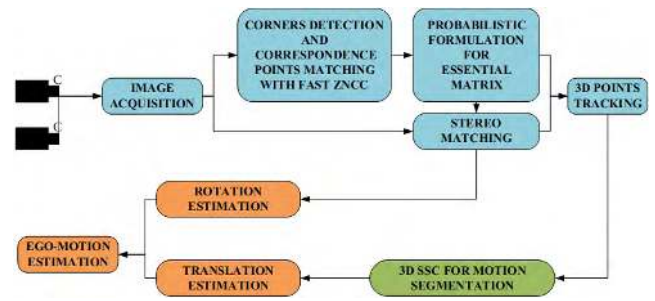 CORNERS DETECTION
AND
CORRESPONDENCE
POINTS MATCHING
WITH FAST ZNCC
PROBABILISTIC
FORMULATION
FOR
ESSENTIAL
MATRIX
C
IMAGE
ACQUISITION
3D POINTS
TRACKING
C
STEREO
MATCHING
ROTATION
ESTIMATION
EGO-MOTION
ESTIMATION
TRANSLATION
ESTIMATION
3D SSC FOR MOTION
SEGMENTATION